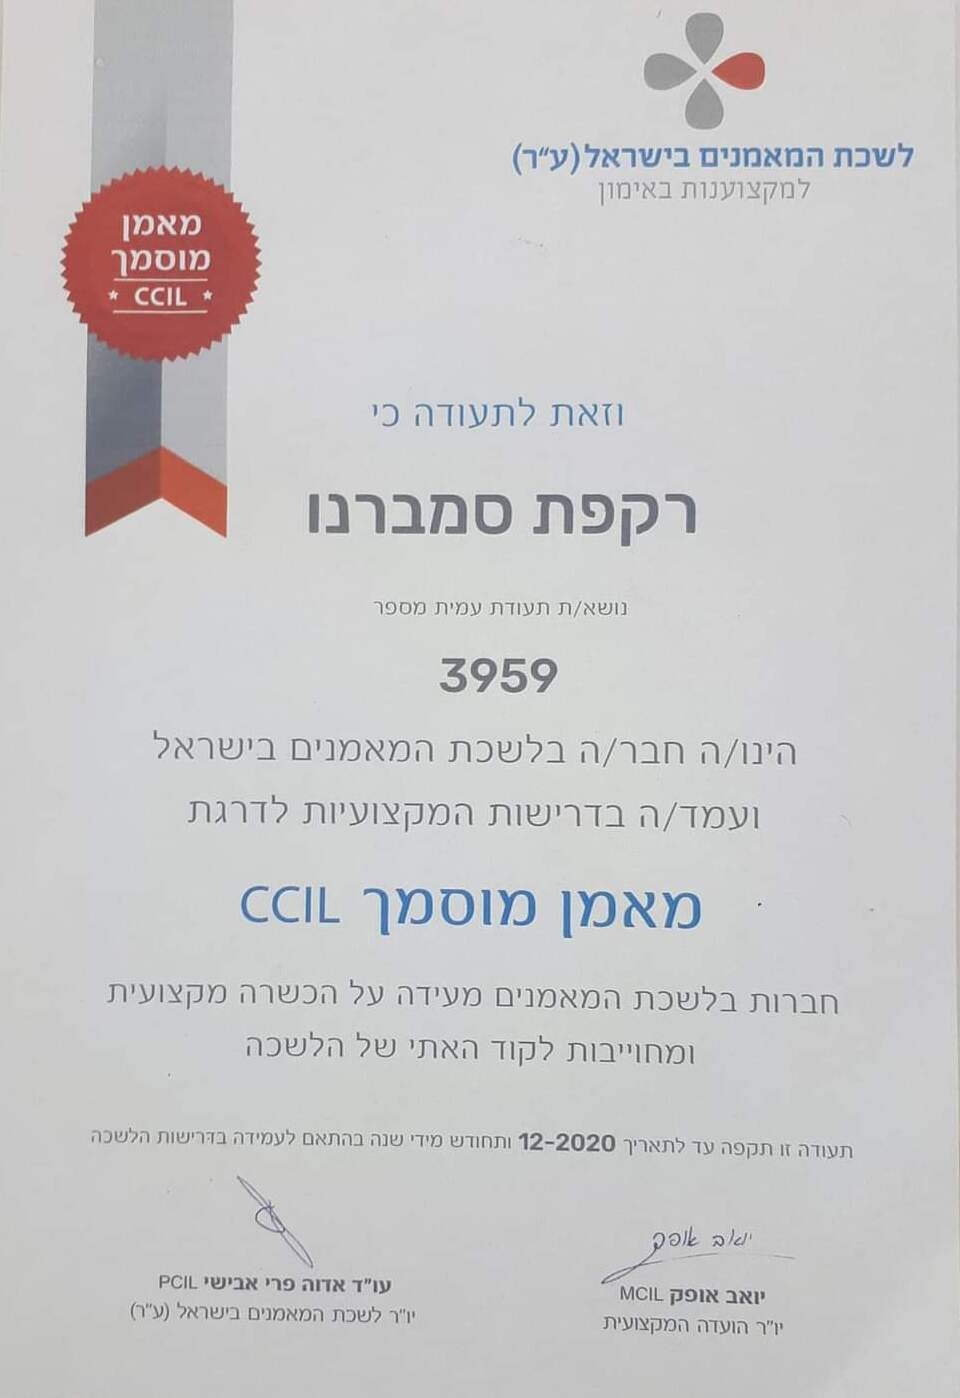 לשכת המאמנים בישראל (ע"ר)
למקצוענות באימון
מאמן
מוסמך
CCIL
וזאת לתעודה כי
רקפת סמברנו
נושא/ת תעודת עמית מספר
3959
הינו/ה חבר/ה בלשכת המאמנים בישראל
ועמד/ה בדרישות המקצועיות לדרגת
מאמן מוסמך CCIL
חברות בלשכת המאמנים מעידה על הכשרה מקצועית
ומחוייבות לקוד האתי של הלשכה
תעודה זו תקפה עד לתאריך 12-2020 ותחודש מידי שנה בהתאם לעמידה בדרישות הלשכה
יואב אופק
יואב אופק MCIL
יו"ר הועדה המקצועית
עו"ד אדוה פרי אבישי PCIL
יו"ר לשכת המאמנים בישראל (ע"ר)